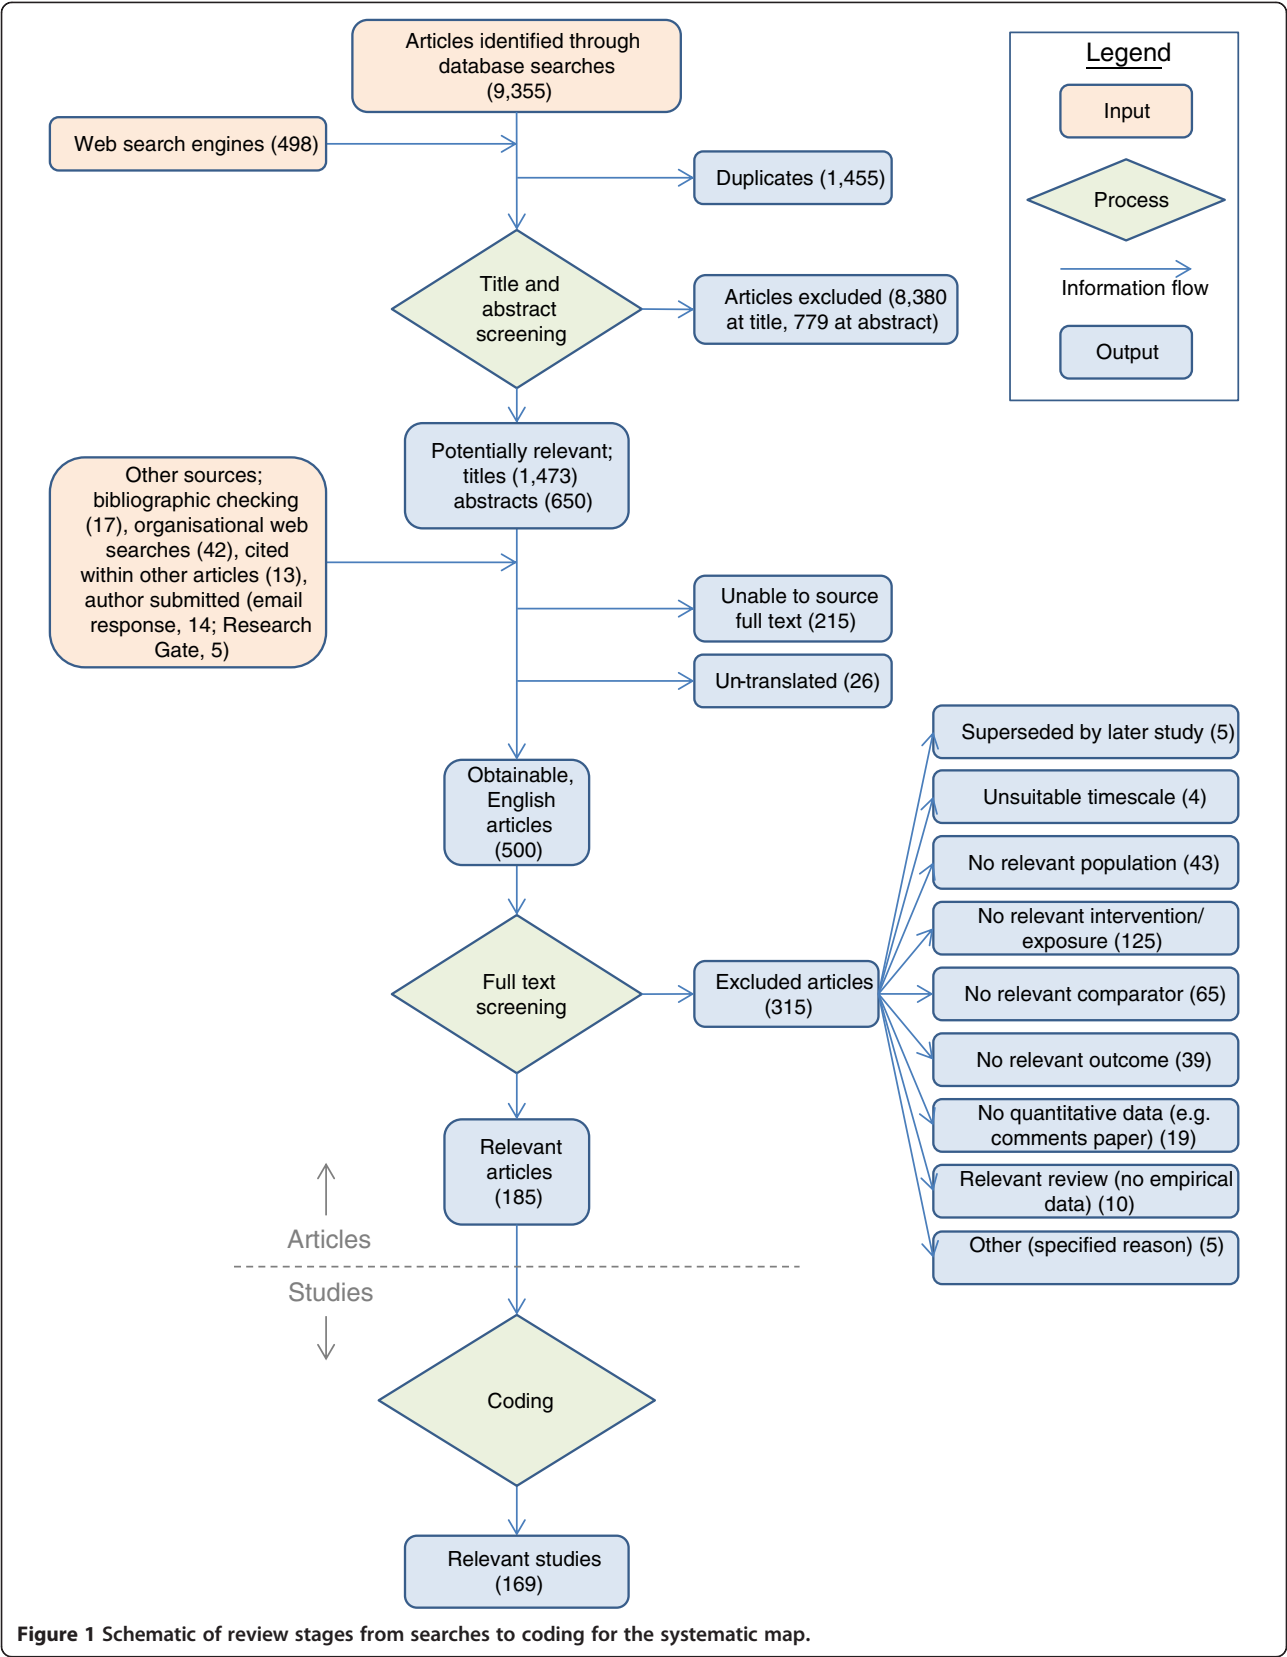 Articles identified through
database searches
(9,355)
Legend
Input
Web search engines (498)
Duplicates (1,455)
Process
Title and
abstract
screening
Articles excluded (8,380
at title, 779 at abstract)
Information flow
Output
Potentially relevant;
titles (1,473)
abstracts (650)
Other sources;
bibliographic checking
(17), organisational web
searches (42), cited
within other articles (13),
author submitted (email
response, 14; Research
Gate, 5)
Unable to source
full text (215)
Un-translated (26)
Obtainable,
English
articles
(500)
Full text
screening
Excluded articles
(315)
Superseded by later study (5)
Unsuitable timescale (4)
No relevant population (43)
No relevant intervention/
exposure (125)
No relevant comparator (65)
No relevant outcome (39)
No quantitative data (e.g.
comments paper) (19)
Relevant review (no empirical
data) (10)
Other (specified reason) (5)
Relevant
articles
(185)
Articles
Studies
Coding
Relevant studies
(169)
Figure 1 Schematic of review stages from searches to coding for the systematic map.